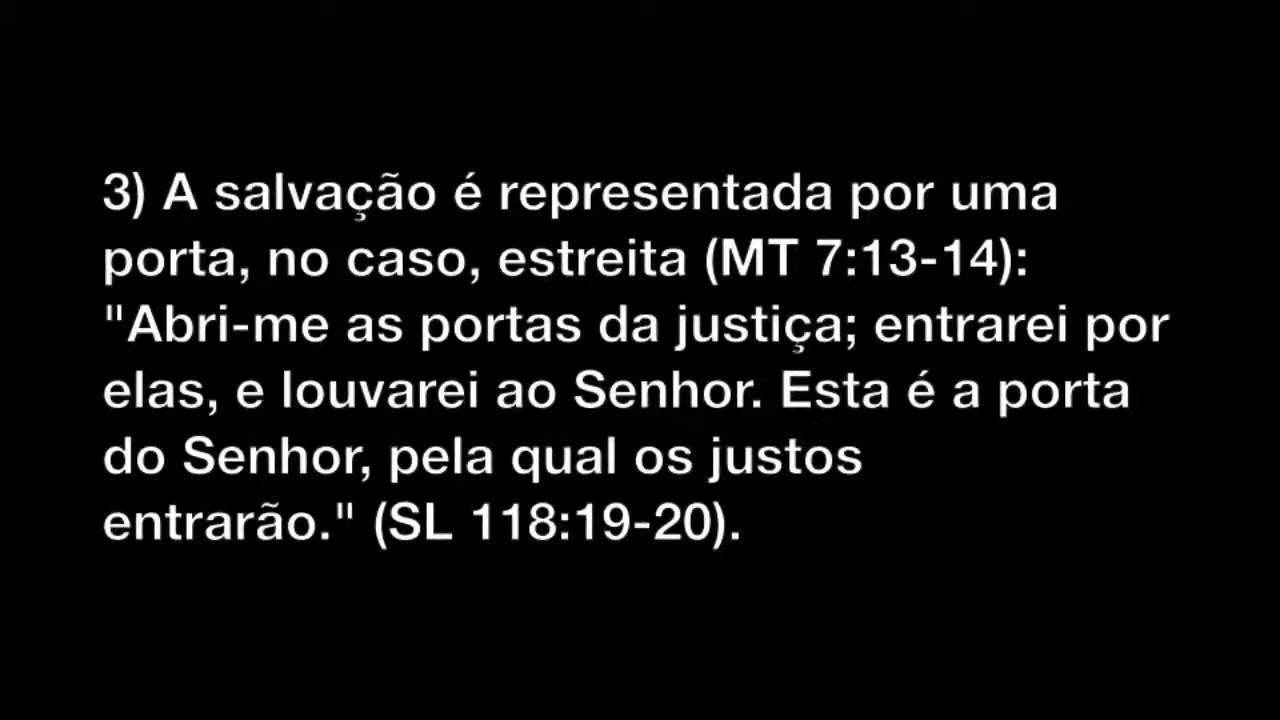 3) A salvação é representada por uma
porta, no caso, estreita (MT 7:13-14):
"Abri-me as portas da justiça; entrarei por
elas, e louvarei ao Senhor. Esta é a porta
do Senhor, pela qual os justos
entrarão." (SL 118:19-20).